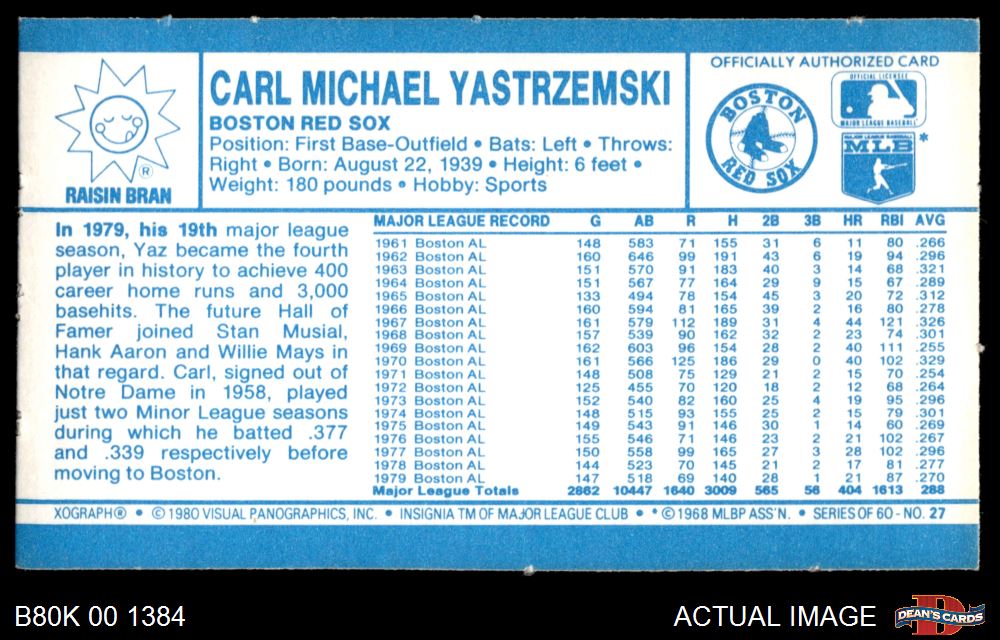 OFFICIALLY AUTHORIZED CARD
CARL MICHAEL YASTRZEMSKI
BOSTON RED SOX
Position: First Base-Outfield • Bats: Left • Throws:
Right • Born: August 22, 1939 • Height: 6 feet •
Weight: 180 pounds • Hobby: Sports
®
RAISIN BRAN
BOSTON
RED SOX
OFFICIAL LICENSEE
MAJOR LEAGUE BASEBALL
MAJOR LEAGUE BASEBALL
MLB *
In 1979, his 19th major league
season, Yaz became the fourth
player in history to achieve 400
career home runs and 3,000
basehits. The future Hall of
Famer joined Stan Musial,
Hank Aaron and Willie Mays in
that regard. Carl, signed out of
Notre Dame in 1958, played
just two Minor League seasons
during which he batted .377
and .339 respectively before
moving to Boston.
MAJOR LEAGUE RECORD G AB R H 2B 3B HR RBI AVG
1961 Boston AL 148 583 71 155 31 6 11 80 .266
1962 Boston AL 160 646 99 191 43 6 19 94 .296
1963 Boston AL 151 570 91 183 40 3 14 68 .321
1964 Boston AL 151 567 77 164 29 9 15 67 .289
1965 Boston AL 133 494 78 154 45 3 20 72 .312
1966 Boston AL 160 594 81 165 39 2 16 80 .278
1967 Boston AL 161 579 112 189 31 4 44 121 .326
1968 Boston AL 157 539 90 162 32 2 23 74 .301
1969 Boston AL 162 603 96 154 28 2 40 111 .255
1970 Boston AL 161 566 125 186 29 0 40 102 .329
1971 Boston AL 148 508 75 129 21 2 15 70 .254
1972 Boston AL 125 455 70 120 18 2 12 68 .264
1973 Boston AL 152 540 82 160 25 4 19 95 .296
1974 Boston AL 148 515 93 155 25 2 15 79 .301
1975 Boston AL 149 543 91 146 30 1 14 60 .269
1976 Boston AL 155 546 71 146 23 2 21 102 .267
1977 Boston AL 150 558 99 165 27 3 28 102 .296
1978 Boston AL 144 523 70 145 21 2 17 81 .277
1979 Boston AL 147 518 69 140 28 1 21 87 .270
Major League Totals 2862 10447 1640 3009 565 56 404 1613 288
XOGRAPH® • © 1980 VISUAL PANOGRAPHICS, INC. • INSIGNIA TM OF MAJOR LEAGUE CLUB • * © 1968 MLBP ASS'N. • SERIES OF 60 - NO. 27
B80K 00 1384
ACTUAL IMAGE
DEAN'S CARDS